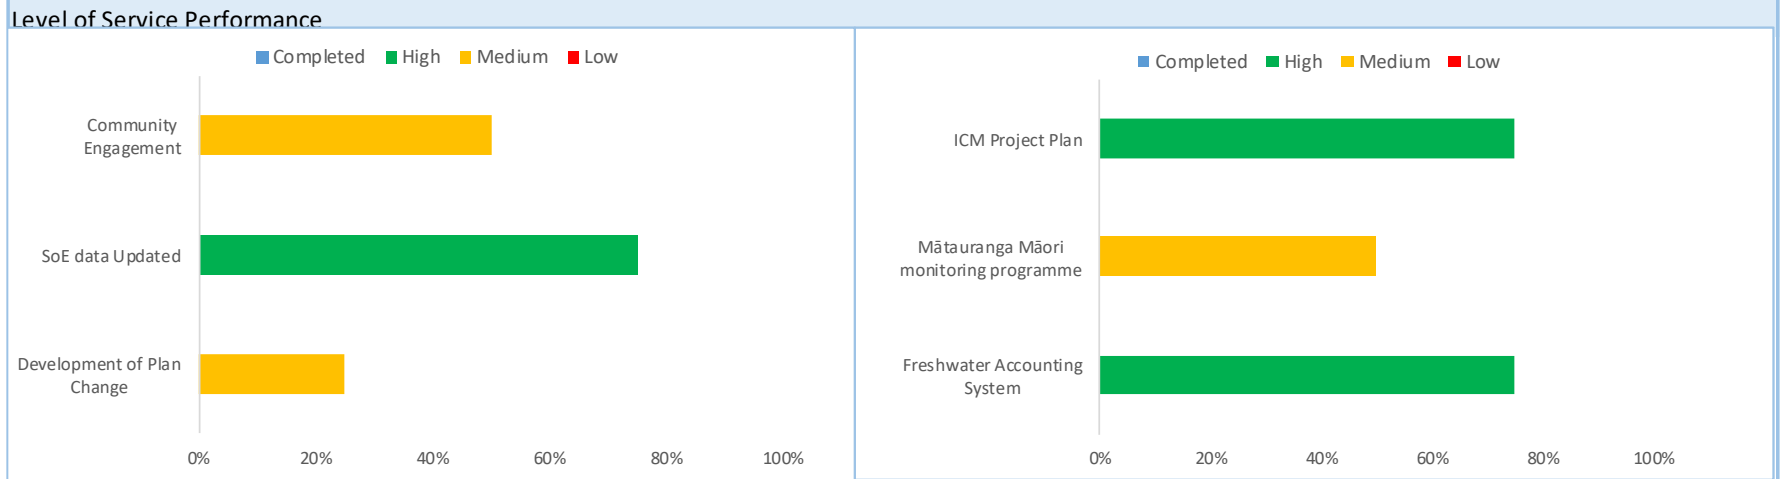 Level of Service Performance
Completed High Medium Low
Community
Engagement
SoE data Updated
Development of Plan
Change
0% 20% 40% 60% 80% 100%
Completed High Medium Low
ICM Project Plan
Mātauranga Māori
monitoring programme
Freshwater Accounting
System
0% 20% 40% 60% 80% 100%